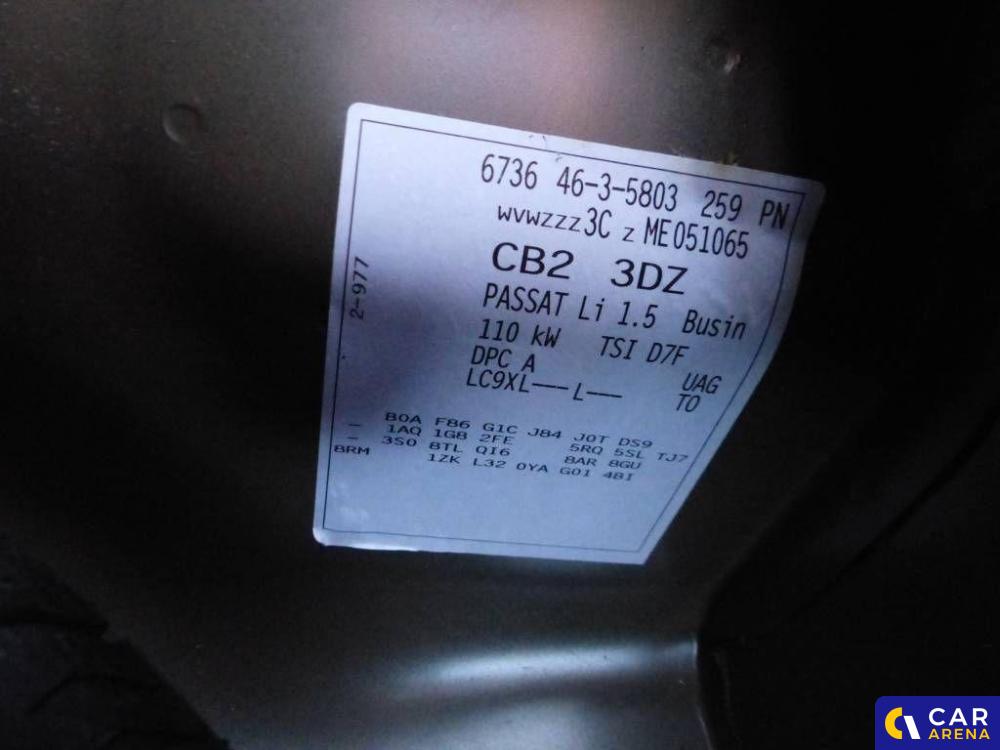 6736 46-3-5803 259 PN
WVWZZZ3C Z ME051065
CB2 3DZ
PASSAT Li 1.5 Busin
110 kW TSI D7F
DPC A UAG
LC9XL---L--- TO
2-977
-- B0A F86 G1C J84 J0T DS9
-- 1AQ 1G8 2FE 5RQ 5SL TJ7
3S0 8TL QI6 8AR 8GU
8RM 1ZK L32 0YA G01 4BI
CAR
ARENA